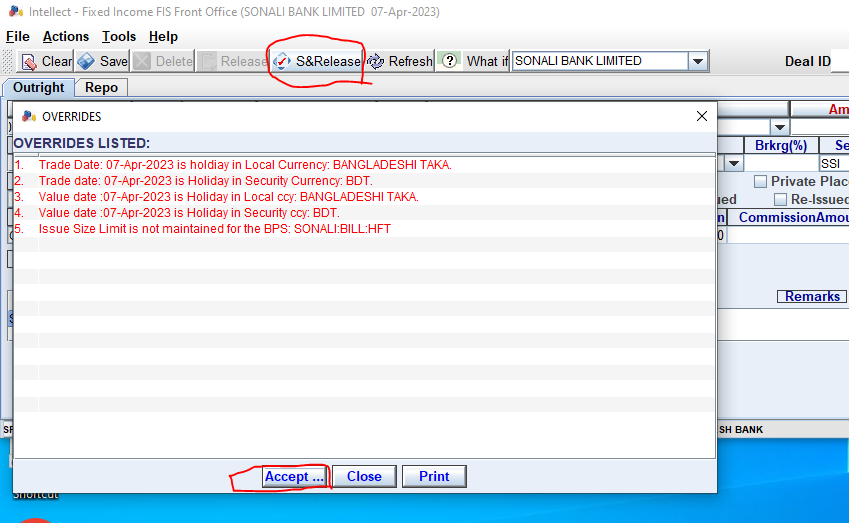 Intellect - Fixed Income FIS Front Office (SONALI BANK LIMITED 07-Apr-2023)
File Actions Tools Help
Clear Save Delete Release S&Release Refresh What if SONALI BANK LIMITED Deal ID
Outright Repo
OVERRIDES
Am
OVERRIDES LISTED:
Brkrg(%) Se
1. Trade Date: 07-Apr-2023 is holdiay in Local Currency: BANGLADESHI TAKA.
SSI
2. Trade date: 07-Apr-2023 is Holiday in Security Currency: BDT.
Private Plac
3. Value date :07-Apr-2023 is Holiday in Local ccy: BANGLADESHI TAKA.
ued Re-Issued
4. Value date :07-Apr-2023 is Holiday in Security ccy: BDT.
n CommissionAmou
5. Issue Size Limit is not maintained for the BPS: SONALI:BILL:HFT
0
Remarks
S
SH BANK
Accept ... Close Print
Shortcut